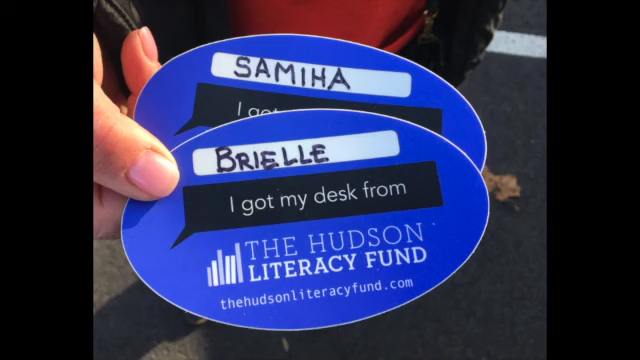 SAMIHA
I got
BRIELLE
I got my desk from
THE HUDSON
LITERACY FUND
thehudsonliteracyfund.com